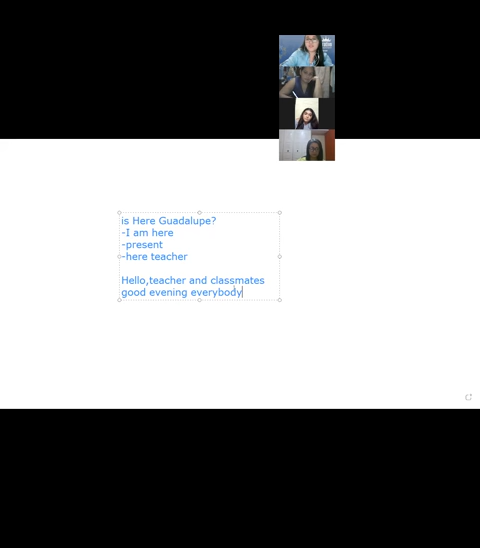 is Here Guadalupe?
-I am here
-present
-here teacher
Hello,teacher and classmates
good evening everybody